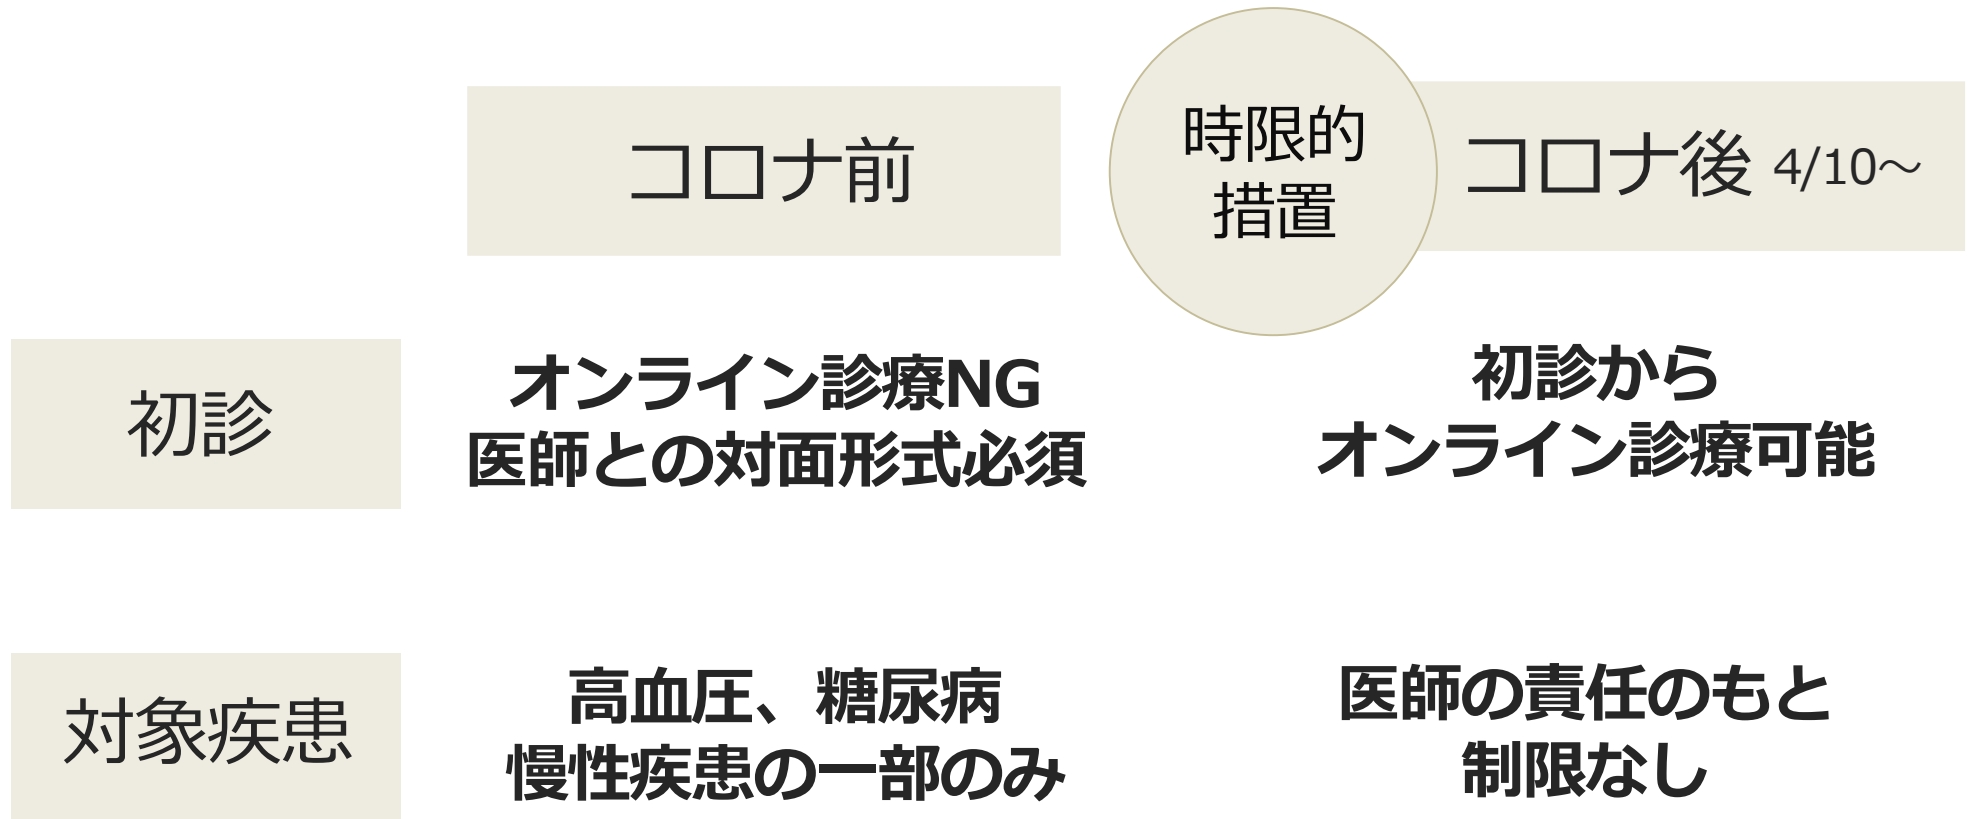 コロナ前
時限的
措置
コロナ後 4/10～
初診
オンライン診療NG
医師との対面形式必須
初診から
オンライン診療可能
対象疾患
高血圧、糖尿病
慢性疾患の一部のみ
医師の責任のもと
制限なし